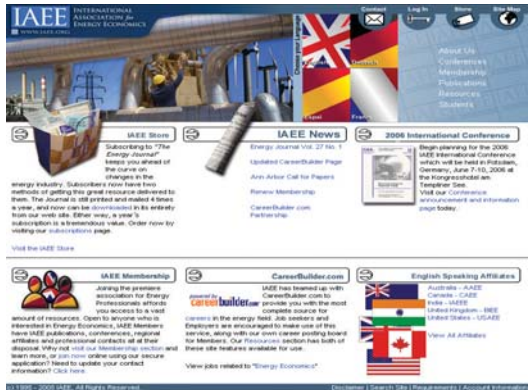 IAEE
INTERNATIONAL
ASSOCIATION for
ENERGY ECONOMICS
WWW.IAEE.ORG
Contact
Log In
Store
Site Map
Choose your Language
About Us
Conferences
Membership
Publications
Resources
Students
IAEE Store
Subscribing to "The
Energy Journal"
keeps you ahead of
the curve on
changes in the
energy industry. Subscribers now have two
methods of getting this great resource delivered to
them. The Journal is still printed and mailed 4 times
a year, and now can be downloaded in its entirety
from our web site. Either way, a year's
subscription is a tremendous value. Order now by
visiting our subscriptions page.
Visit the IAEE Store
IAEE News
Energy Journal Vol. 27 No. 1
Updated CareerBuilder Page
Ann Arbor Call for Papers
Renew Membership
CareerBuilder.com
Partnership
2006 International Conference
Begin planning for the 2006
IAEE International Conference
which will be held in Potsdam,
Germany, June 7-10, 2006 at
the Kongresshotel am
Templiner See.
Visit our Conference
announcement and information
page today.
IAEE Membership
Joining the premiere
association for Energy
Professionals affords
you access to a vast
amount of resources. Open to anyone who is
interested in Energy Economics, IAEE Members
have IAEE publications, conferences, regional
affiliates and professional contacts all at their
disposal. Why not visit our Membership section and
learn more, or join now online using our secure
application? Need to update your contact
information? Click here
CareerBuilder.com
powered by
careerbuilder.com
IAEE has teamed up with
CareerBuilder.com to
provide you with the most
complete source for
careers in the energy field. Job seekers and
Employers are encouraged to make use of this
service, along with our own career posting board
for Members. Our Resources section has both of
these site features available for use.
View jobs related to "Energy Economics"
English Speaking Affiliates
Australia - AAEE
Canada - CAEE
India - IAEEE
United Kingdom - BIEE
United States - USAEE
View All Affiliates
(c) 1995 - 2005 IAEE, All Rights Reserved
Disclaimer | Search Site | Requirements | Account Information